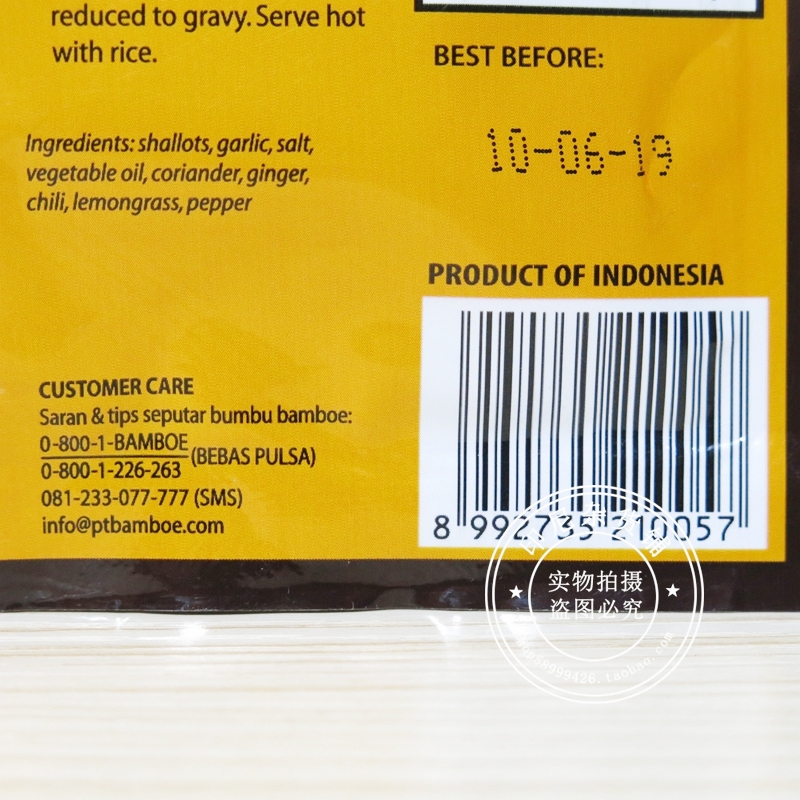 reduced to gravy. Serve hot
with rice.
Ingredients: shallots, garlic, salt,
vegetable oil, coriander, ginger,
chili, lemongrass, pepper
CUSTOMER CARE
Saran & tips seputar bumbu bamboe:
0-800-1-BAMBOE
0-800-1-226-263
(BEBAS PULSA)
081-233-077-777 (SMS)
info@ptbamboe.com
BEST BEFORE:
10-06-19
PRODUCT OF INDONESIA
8 992735 210057
实物拍摄
盗图必究